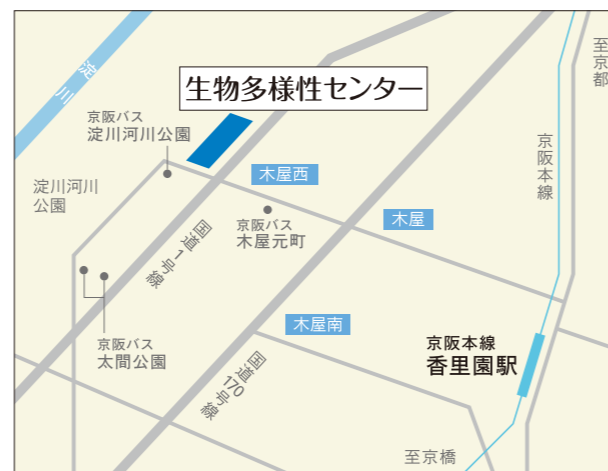 淀川
生物多様性センター
至京都
京阪バス
淀川河川公園
京阪本線
木屋西
淀川河川
公園
木屋
京阪バス
木屋元町
国道1号線
木屋南
京阪バス
太間公園
京阪本線
香里園駅
国道170号線
至京橋